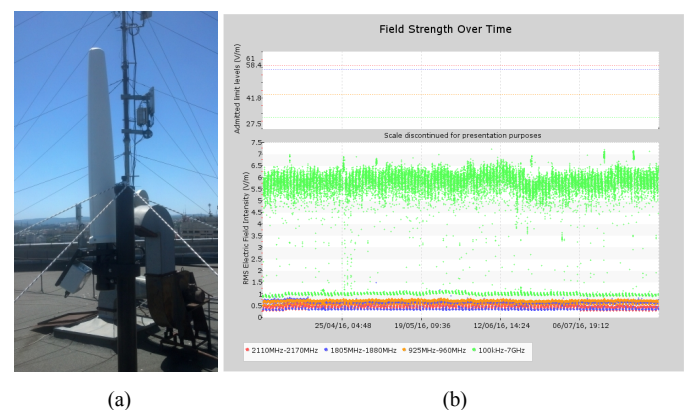 Field Strength Over Time
Admitted limit levels (V/m)
61
58.4
41.8
27.5
Scale discontinued for presentation purposes
RMS Electric Field Intensity (V/m)
7.5
7
6.5
6
5.5
5
4.5
4
3.5
3
2.5
2
1.5
1
0.5
0
25/04/16, 04:48 19/05/16, 09:36 12/06/16, 14:24 06/07/16, 19:12
2110MHz-2170MHz 1805MHz-1880MHz 925MHz-960MHz 100kHz-7GHz
(a) (b)